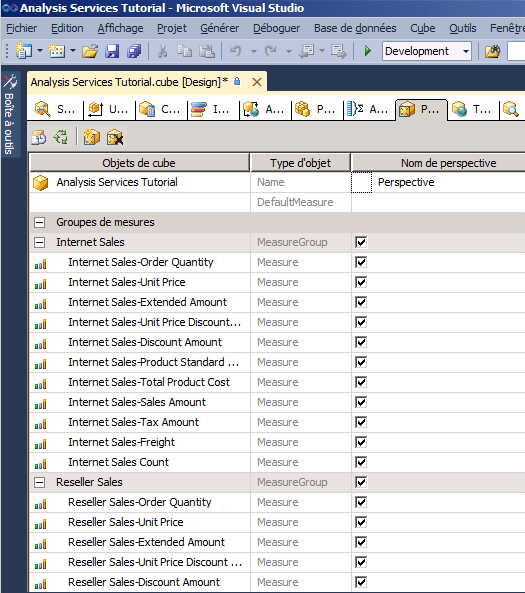 Analysis Services Tutorial - Microsoft Visual Studio
Fichier Edition Affichage Projet Générer Déboguer Base de données Cube Outils Fenêtre
Development
Boîte à outils
Analysis Services Tutorial.cube [Design]*
S... U... C... I... A... P... A... P... T... 
Objets de cube Type d'objet Nom de perspective
Analysis Services Tutorial Name Perspective
DefaultMeasure
Groupes de mesures
Internet Sales MeasureGroup
Internet Sales-Order Quantity Measure
Internet Sales-Unit Price Measure
Internet Sales-Extended Amount Measure
Internet Sales-Unit Price Discount... Measure
Internet Sales-Discount Amount Measure
Internet Sales-Product Standard ... Measure
Internet Sales-Total Product Cost Measure
Internet Sales-Sales Amount Measure
Internet Sales-Tax Amount Measure
Internet Sales-Freight Measure
Internet Sales Count Measure
Reseller Sales MeasureGroup
Reseller Sales-Order Quantity Measure
Reseller Sales-Unit Price Measure
Reseller Sales-Extended Amount Measure
Reseller Sales-Unit Price Discount ... Measure
Reseller Sales-Discount Amount Measure